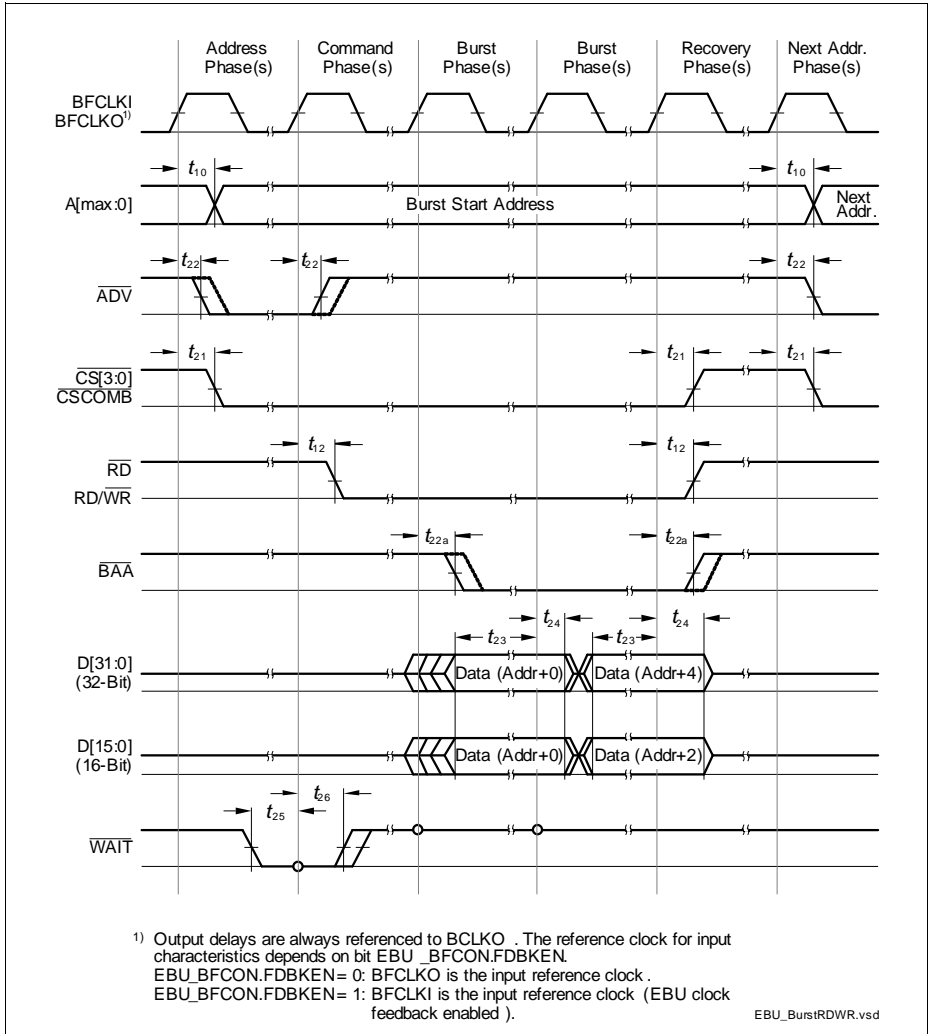 Address Phase(s)
Command Phase(s)
Burst Phase(s)
Burst Phase(s)
Recovery Phase(s)
Next Addr. Phase(s)
BFCLKI
BFCLKO1)
t10
t10
A[max:0]
Burst Start Address
Next Addr.
t22
t22
t22
ADV
t21
t21
t21
CS[3:0]
CSCOMB
t12
t12
RD
RD/WR
t22a
t22a
BAA
t24
t24
t23
t23
D[31:0]
(32-Bit)
Data (Addr+0)
Data (Addr+4)
D[15:0]
(16-Bit)
Data (Addr+0)
Data (Addr+2)
t26
t25
WAIT
1) Output delays are always referenced to BCLKO . The reference clock for input
characteristics depends on bit EBU _BFCON.FDBKEN.
EBU_BFCON.FDBKEN= 0: BFCLKO is the input reference clock .
EBU_BFCON.FDBKEN= 1: BFCLKI is the input reference clock (EBU clock
feedback enabled ).
EBU_BurstRDWR.vsd